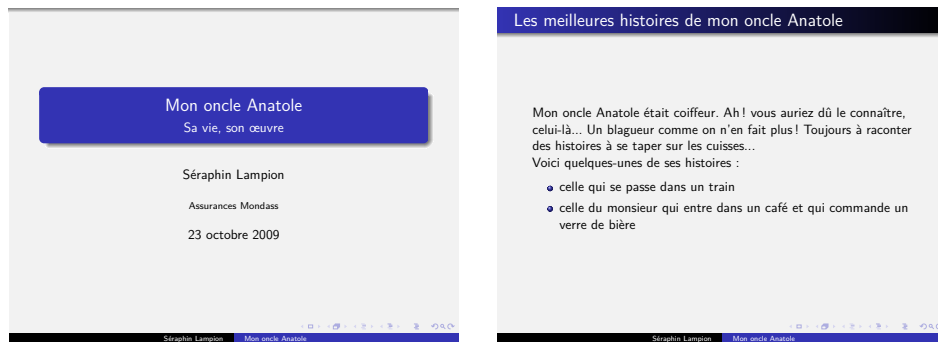 Mon oncle Anatole
Sa vie, son œuvre
Séraphin Lampion
Assurances Mondass
23 octobre 2009
Séraphin Lampion Mon oncle Anatole
Les meilleures histoires de mon oncle Anatole
Mon oncle Anatole était coiffeur. Ah ! vous auriez dû le connaître,
celui-là... Un blagueur comme on n'en fait plus ! Toujours à raconter
des histoires à se taper sur les cuisses...
Voici quelques-unes de ses histoires :
celle qui se passe dans un train
celle du monsieur qui entre dans un café et qui commande un
verre de bière
Séraphin Lampion Mon oncle Anatole